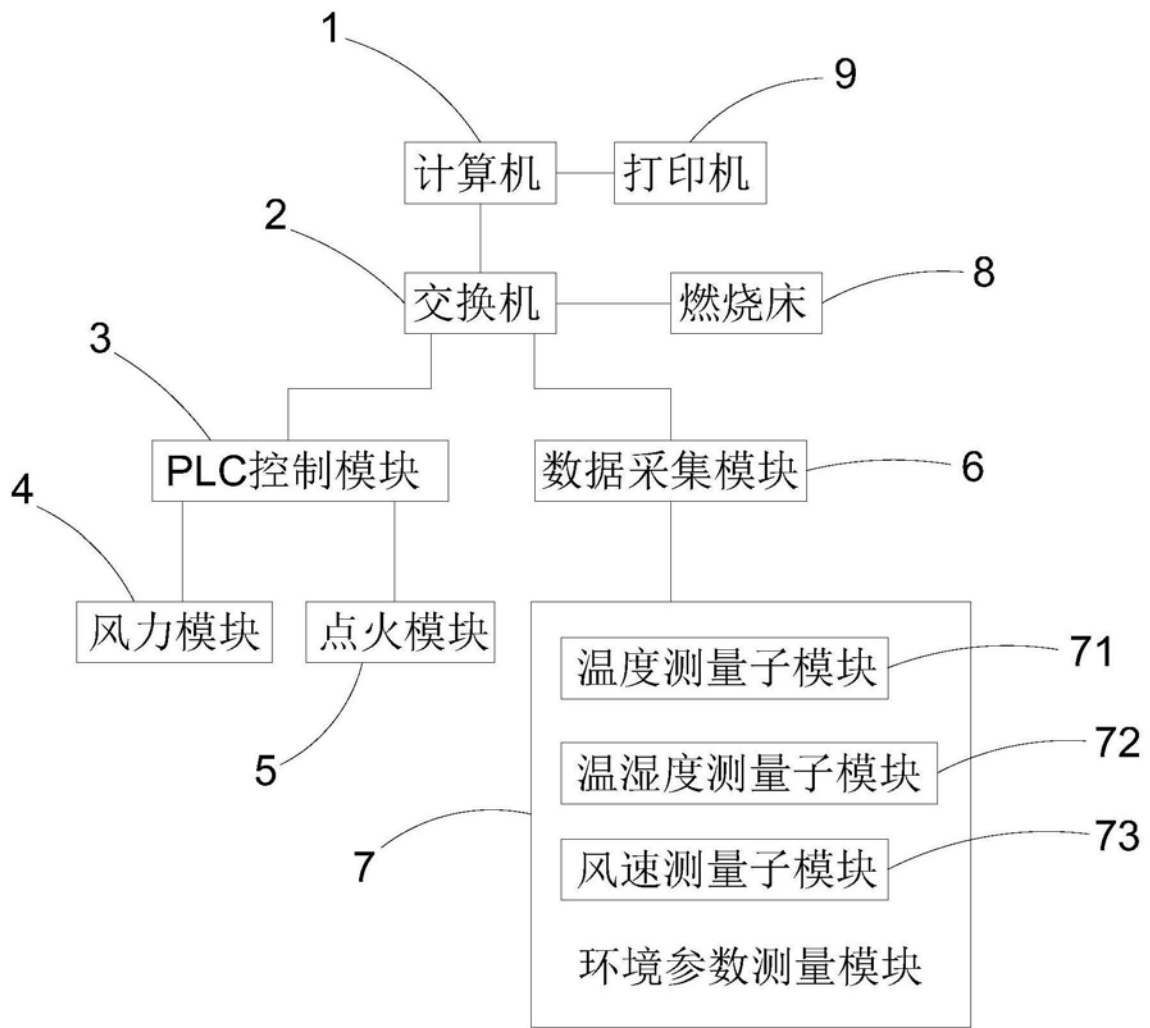 1
9
计算机
打印机
2
8
交换机
燃烧床
3
PLC控制模块
数据采集模块
6
4
风力模块
点火模块
5
温度测量子模块
71
温湿度测量子模块
72
风速测量子模块
73
7
环境参数测量模块